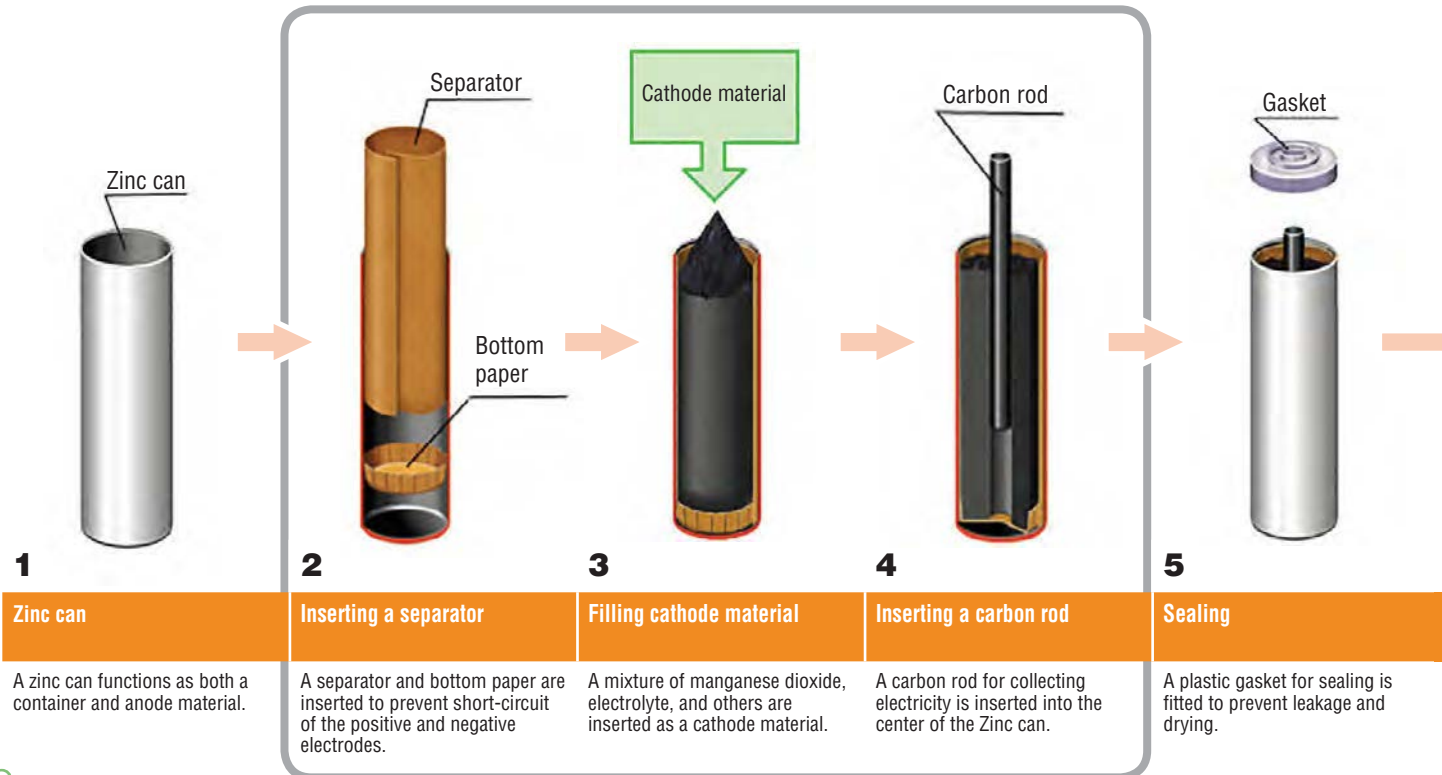 Zinc can
Separator
Bottom
paper
Cathode material
Carbon rod
Gasket
1
Zinc can
A zinc can functions as both a
container and anode material.
2
Inserting a separator
A separator and bottom paper are
inserted to prevent short-circuit
of the positive and negative
electrodes.
3
Filling cathode material
A mixture of manganese dioxide,
electrolyte, and others are
inserted as a cathode material.
4
Inserting a carbon rod
A carbon rod for collecting
electricity is inserted into the
center of the Zinc can.
5
Sealing
A plastic gasket for sealing is
fitted to prevent leakage and
drying.